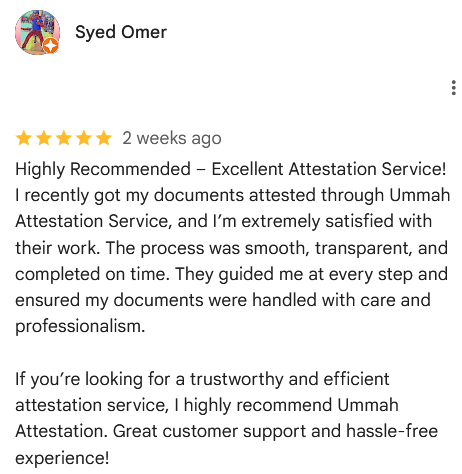 Syed Omer
2 weeks ago
Highly Recommended – Excellent Attestation Service!
I recently got my documents attested through Ummah
Attestation Service, and I’m extremely satisfied with
their work. The process was smooth, transparent, and
completed on time. They guided me at every step and
ensured my documents were handled with care and
professionalism.
If you’re looking for a trustworthy and efficient
attestation service, I highly recommend Ummah
Attestation. Great customer support and hassle-free
experience!